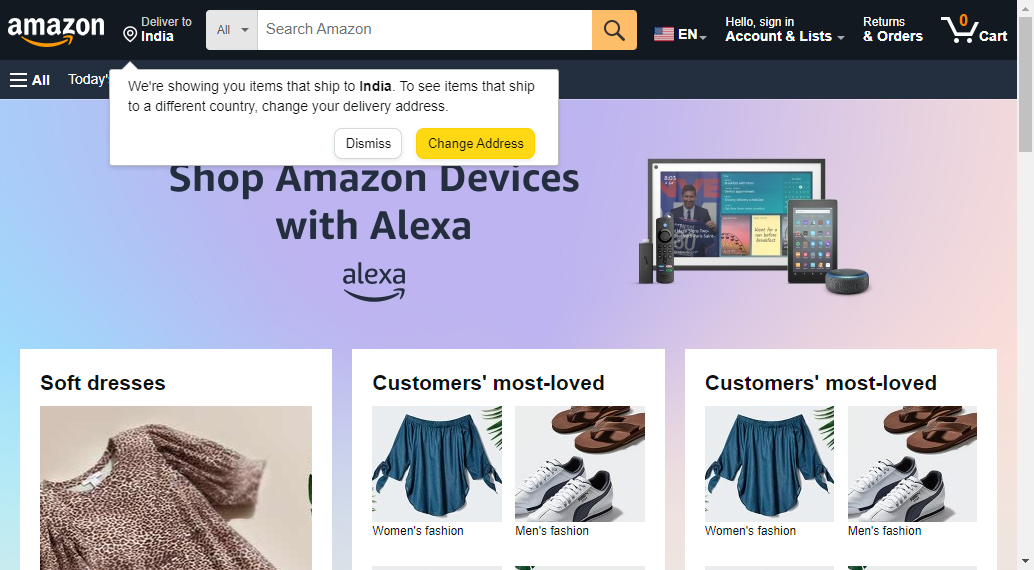 amazon
Deliver to
India
All
Search Amazon
EN
Hello, sign in
Account & Lists
Returns
& Orders
0
Cart
All
Today's
We're showing you items that ship to India. To see items that ship
to a different country, change your delivery address.
Dismiss
Change Address
Shop Amazon Devices
with Alexa
alexa
8:03
Soft dresses
Customers' most-loved
Women's fashion
Men's fashion
Customers' most-loved
Women's fashion
Men's fashion